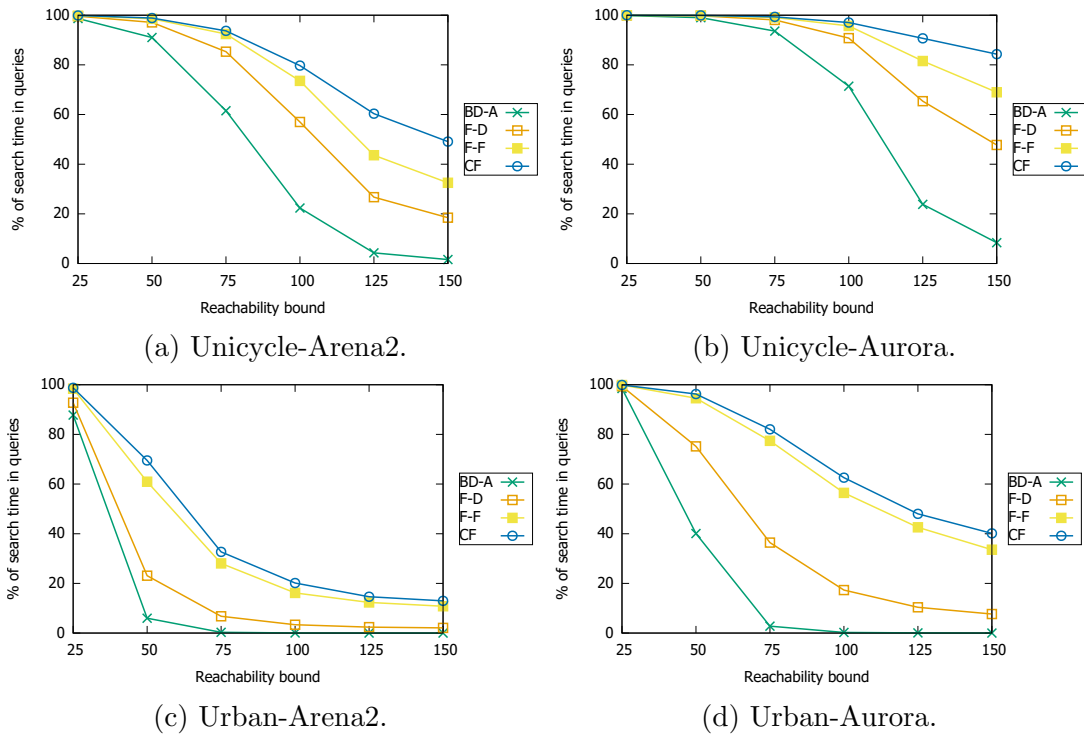 % of search time in queries
100
80
60
40
20
0
25 50 75 100 125 150
Reachability bound
BD-A
F-D
F-F
CF
(a) Unicycle-Arena2.
% of search time in queries
100
80
60
40
20
0
25 50 75 100 125 150
Reachability bound
BD-A
F-D
F-F
CF
(b) Unicycle-Aurora.
% of search time in queries
100
80
60
40
20
0
25 50 75 100 125 150
Reachability bound
BD-A
F-D
F-F
CF
(c) Urban-Arena2.
% of search time in queries
100
80
60
40
20
0
25 50 75 100 125 150
Reachability bound
BD-A
F-D
F-F
CF
(d) Urban-Aurora.